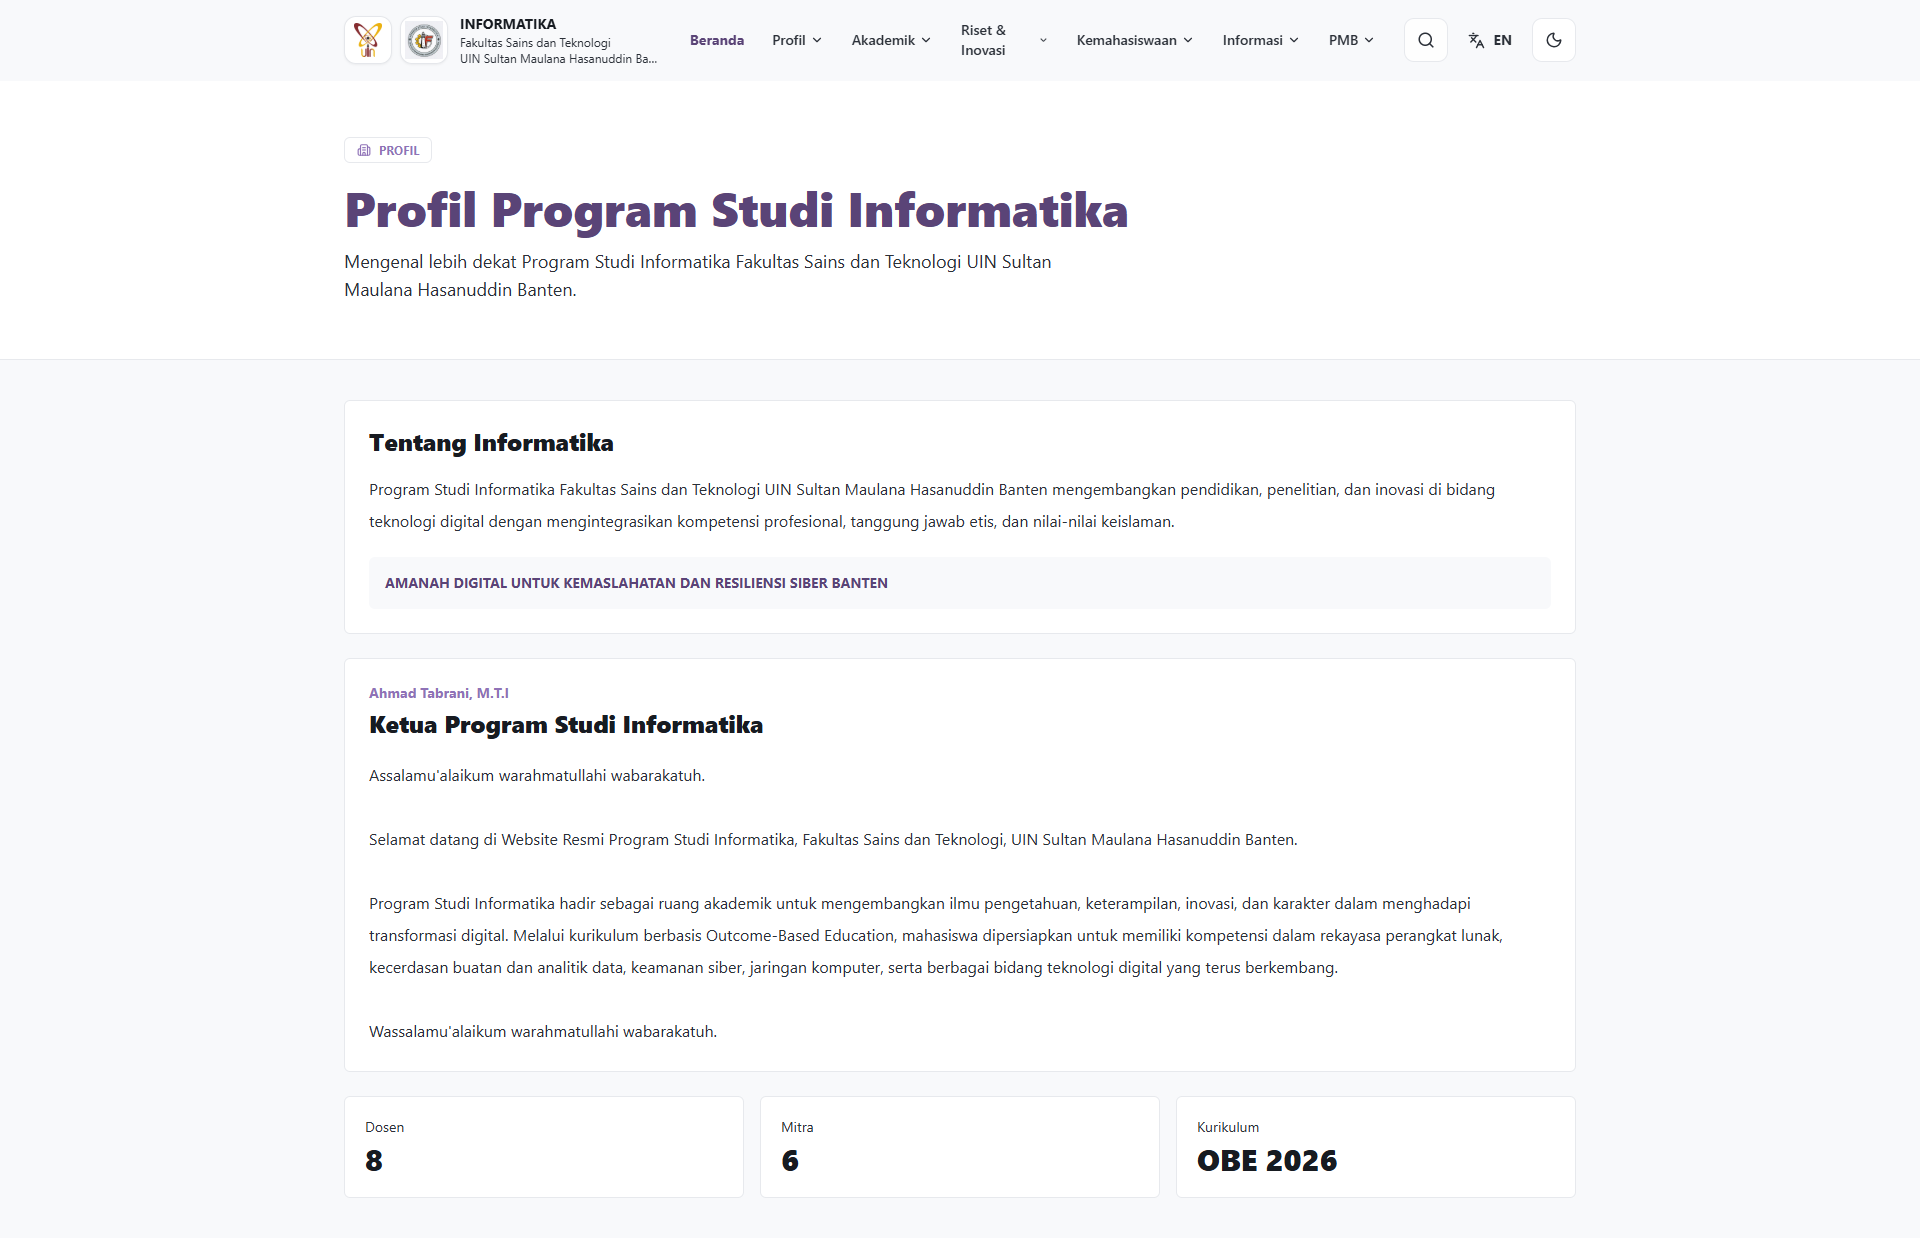 INFORMATIKA
Fakultas Sains dan Teknologi
UIN Sultan Maulana Hasanuddin Ba...
Beranda
Profil
Akademik
Riset &
Inovasi
Kemahasiswaan
Informasi
PMB
EN
PROFIL
Profil Program Studi Informatika
Mengenal lebih dekat Program Studi Informatika Fakultas Sains dan Teknologi UIN Sultan
Maulana Hasanuddin Banten.
Tentang Informatika
Program Studi Informatika Fakultas Sains dan Teknologi UIN Sultan Maulana Hasanuddin Banten mengembangkan pendidikan, penelitian, dan inovasi di bidang
teknologi digital dengan mengintegrasikan kompetensi profesional, tanggung jawab etis, dan nilai-nilai keislaman.
AMANAH DIGITAL UNTUK KEMASLAHATAN DAN RESILIENSI SIBER BANTEN
Ahmad Tabrani, M.T.I
Ketua Program Studi Informatika
Assalamu'alaikum warahmatullahi wabarakatuh.
Selamat datang di Website Resmi Program Studi Informatika, Fakultas Sains dan Teknologi, UIN Sultan Maulana Hasanuddin Banten.
Program Studi Informatika hadir sebagai ruang akademik untuk mengembangkan ilmu pengetahuan, keterampilan, inovasi, dan karakter dalam menghadapi
transformasi digital. Melalui kurikulum berbasis Outcome-Based Education, mahasiswa dipersiapkan untuk memiliki kompetensi dalam rekayasa perangkat lunak,
kecerdasan buatan dan analitik data, keamanan siber, jaringan komputer, serta berbagai bidang teknologi digital yang terus berkembang.
Wassalamu'alaikum warahmatullahi wabarakatuh.
Dosen
8
Mitra
6
Kurikulum
OBE 2026